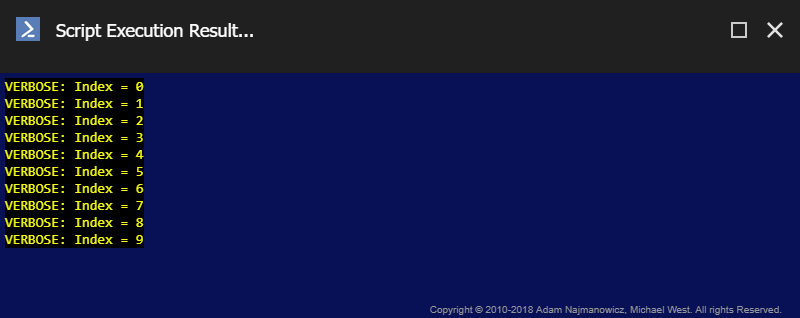 Script Execution Result...
VERBOSE: Index = 0
VERBOSE: Index = 1
VERBOSE: Index = 2
VERBOSE: Index = 3
VERBOSE: Index = 4
VERBOSE: Index = 5
VERBOSE: Index = 6
VERBOSE: Index = 7
VERBOSE: Index = 8
VERBOSE: Index = 9
Copyright © 2010-2018 Adam Najmanowicz, Michael West. All rights Reserved.